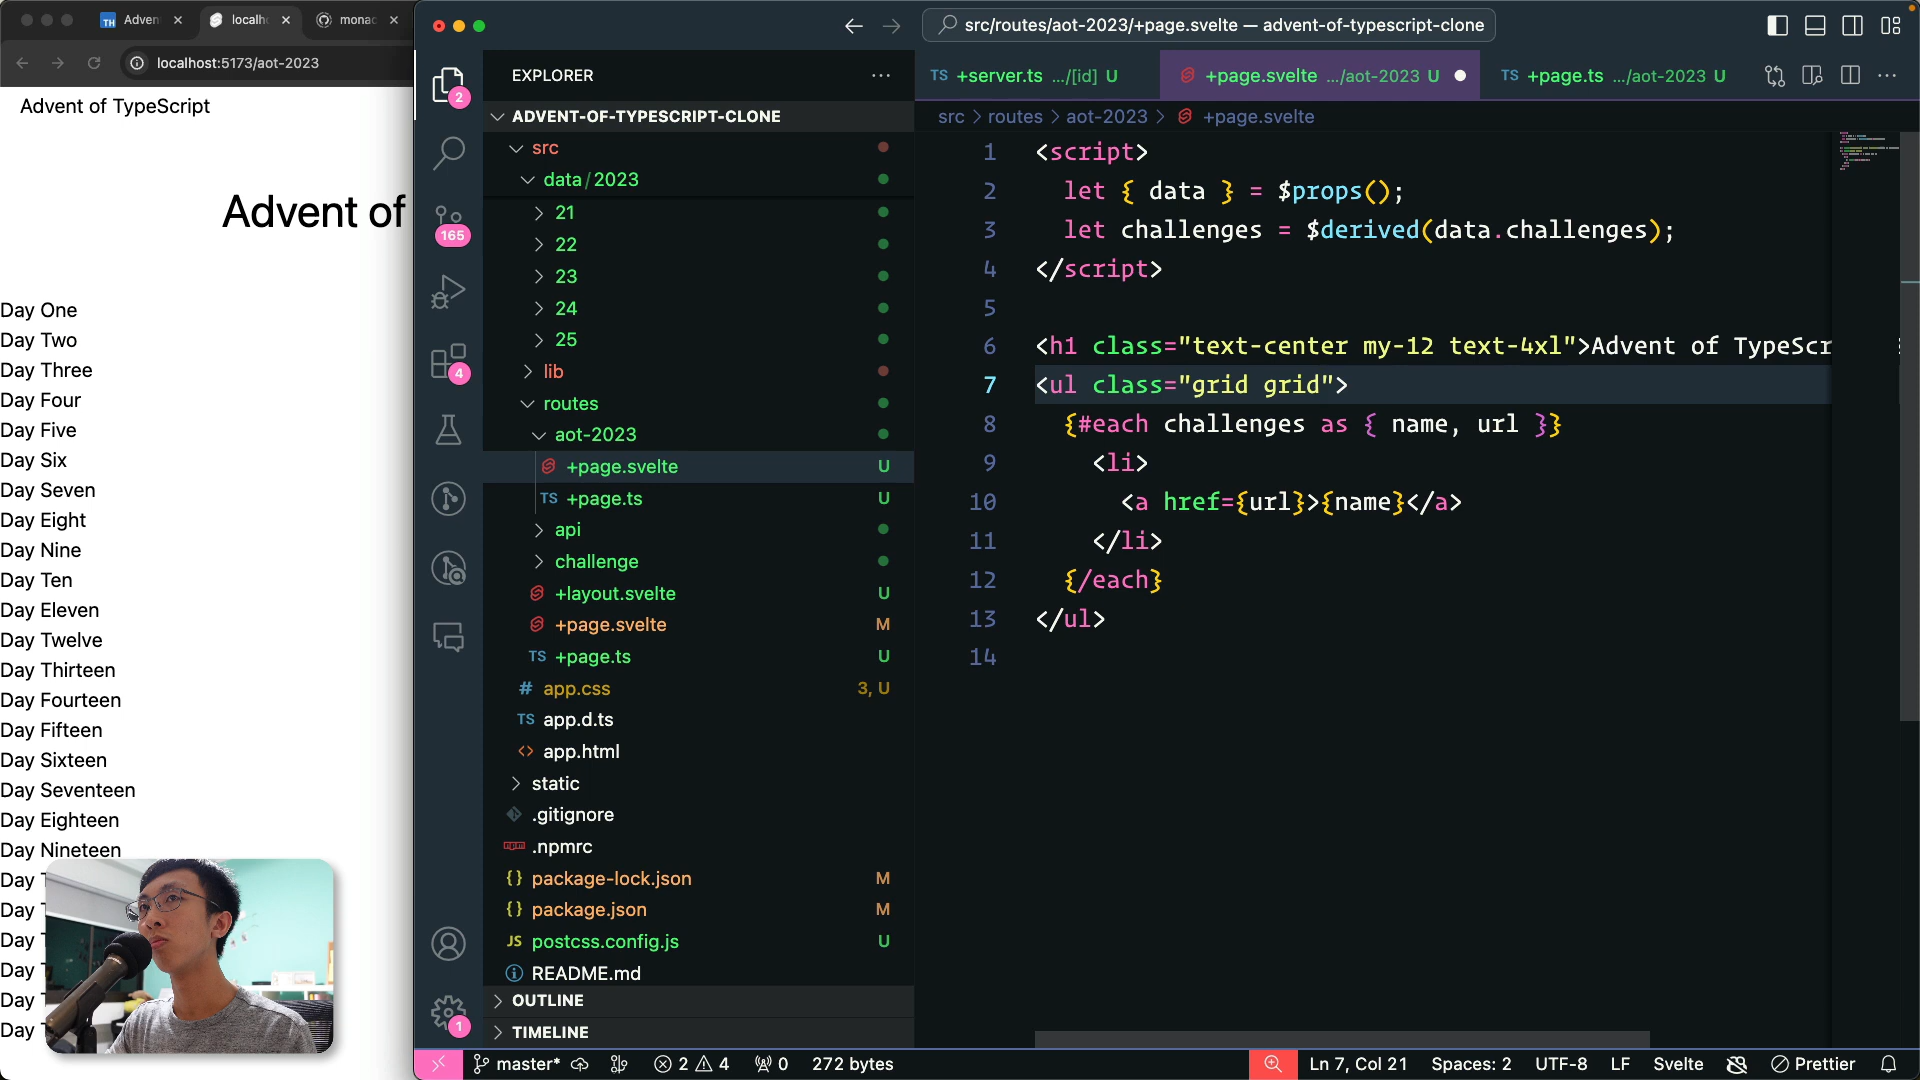 Adven
localh
monac
localhost:5173/aot-2023
Advent of TypeScript
Advent of
Day One
Day Two
Day Three
Day Four
Day Five
Day Six
Day Seven
Day Eight
Day Nine
Day Ten
Day Eleven
Day Twelve
Day Thirteen
Day Fourteen
Day Fifteen
Day Sixteen
Day Seventeen
Day Eighteen
Day Nineteen
Day T
Day T
Day T
Day T
Day T
Day T
src/routes/aot-2023/+page.svelte — advent-of-typescript-clone
2
165
4
1
EXPLORER
ADVENT-OF-TYPESCRIPT-CLONE
src
data/2023
21
22
23
24
25
lib
routes
aot-2023
+page.svelte U
TS +page.ts U
api
challenge
+layout.svelte U
+page.svelte M
TS +page.ts U
# app.css 3, U
TS app.d.ts
<> app.html
static
.gitignore
.npmrc
{} package-lock.json M
{} package.json M
JS postcss.config.js U
README.md
OUTLINE
TIMELINE
TS +server.ts .../[id] U
+page.svelte .../aot-2023 U
TS +page.ts .../aot-2023 U
src > routes > aot-2023 > +page.svelte
1 <script>
2 let { data } = $props();
3 let challenges = $derived(data.challenges);
4 </script>
5
6 <h1 class="text-center my-12 text-4xl">Advent of TypeScr
7 <ul class="grid grid">
8 {#each challenges as { name, url }}
9 <li>
10 <a href={url}>{name}</a>
11 </li>
12 {/each}
13 </ul>
14
master* 2 4 0 272 bytes Ln 7, Col 21 Spaces: 2 UTF-8 LF Svelte Prettier